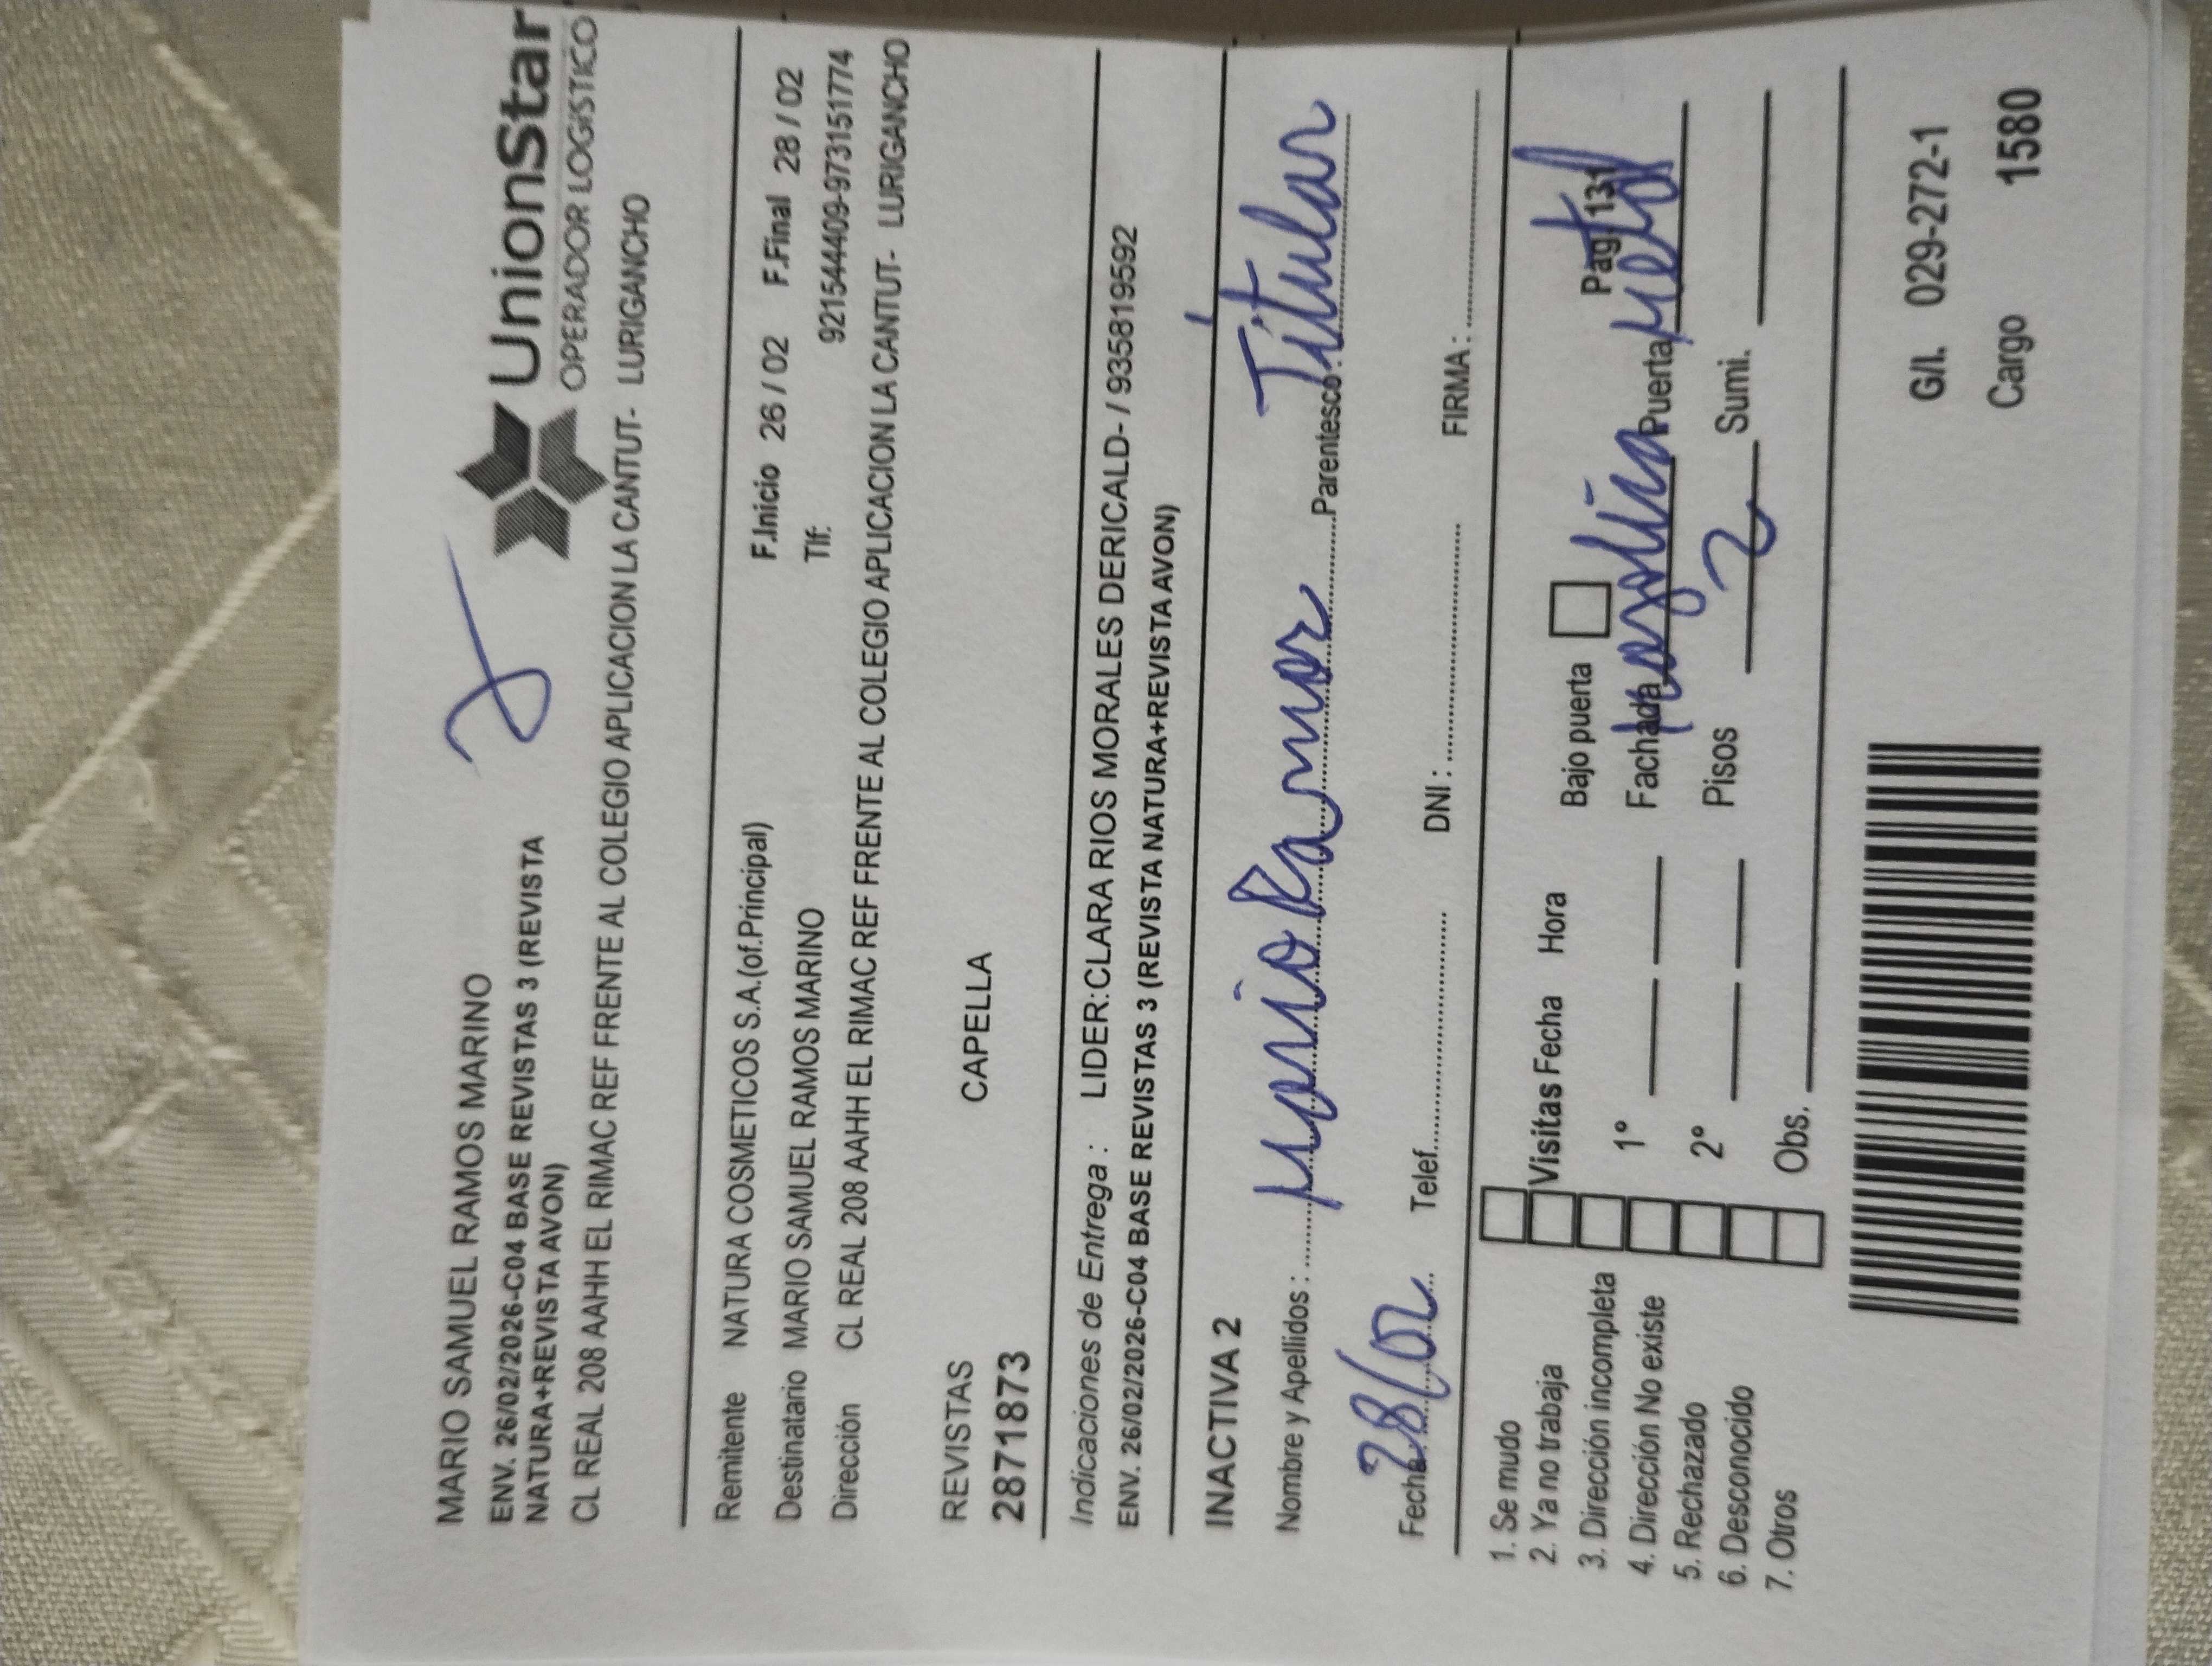 MARIO SAMUEL RAMOS MARINO
UnionStar
OPERADOR LOGISTICO
ENV. 26/02/2026-C04 BASE REVISTAS 3 (REVISTA
NATURA+REVISTA AVON)
CL REAL 208 AAHH EL RIMAC REF FRENTE AL COLEGIO APLICACION LA CANTUT- LURIGANCHO
Remitente NATURA COSMETICOS S.A.(of.Principal) F.Inicio 26 / 02 F.Final 28 / 02
Destinatario MARIO SAMUEL RAMOS MARINO Tlf: 921544409-973151774
Dirección CL REAL 208 AAHH EL RIMAC REF FRENTE AL COLEGIO APLICACION LA CANTUT- LURIGANCHO
REVISTAS CAPELLA
2871873
Indicaciones de Entrega : LIDER:CLARA RIOS MORALES DERICALD- / 9358819592
ENV. 26/02/2026-C04 BASE REVISTAS 3 (REVISTA NATURA+REVISTA AVON)
INACTIVA 2
Nombre y Apellidos : Mario Ramos Parentesco : Titular
Fecha 28/02 Telef. DNI : FIRMA :
1. Se mudo
2. Ya no trabaja
3. Dirección incompleta
4. Dirección No existe
5. Rechazado
6. Desconocido
7. Otros
Visitas Fecha Hora
1º
2º
Obs.
Bajo puerta Pag 131
Fachada Puerta metal
Pisos 2 Sumi.
G/I. 029-272-1
Cargo 1580